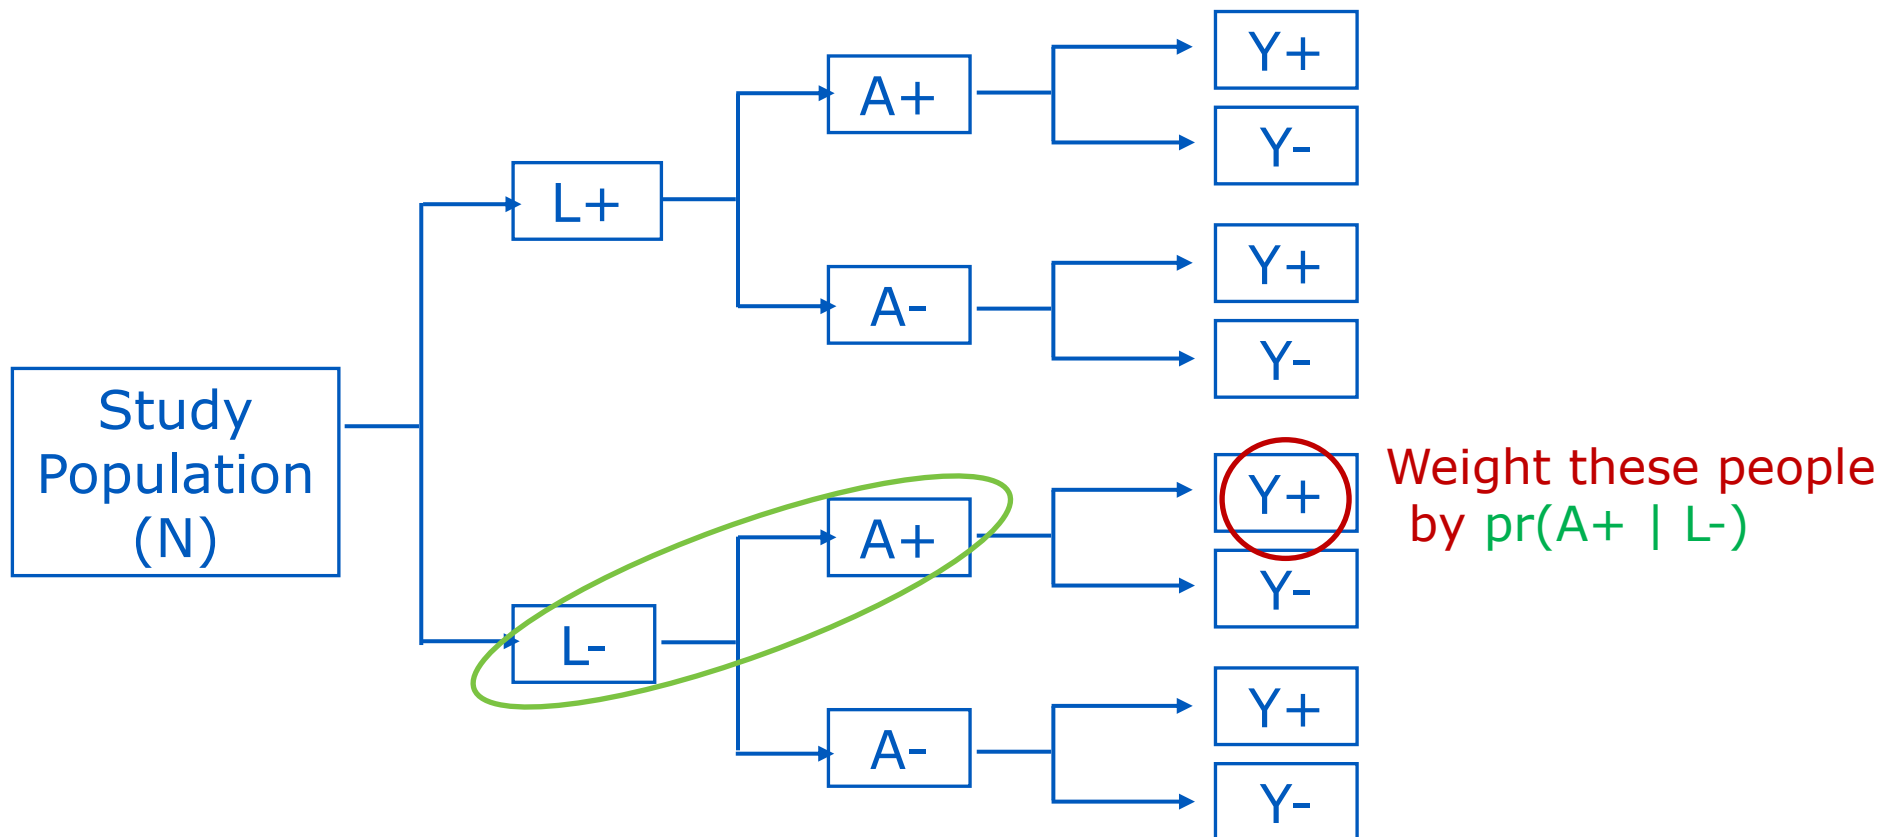 Study
Population
(N)
L+
L-
A+
A-
A+
A-
Y+
Y-
Y+
Y-
Y+
Y-
Y+
Y-
Weight these people
by pr(A+ | L-)